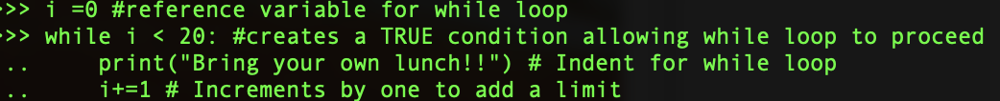 >>> i =0 #reference variable for while loop
>>> while i < 20: #creates a TRUE condition allowing while loop to proceed
..     print("Bring your own lunch!!") # Indent for while loop
..     i+=1 # Increments by one to add a limit